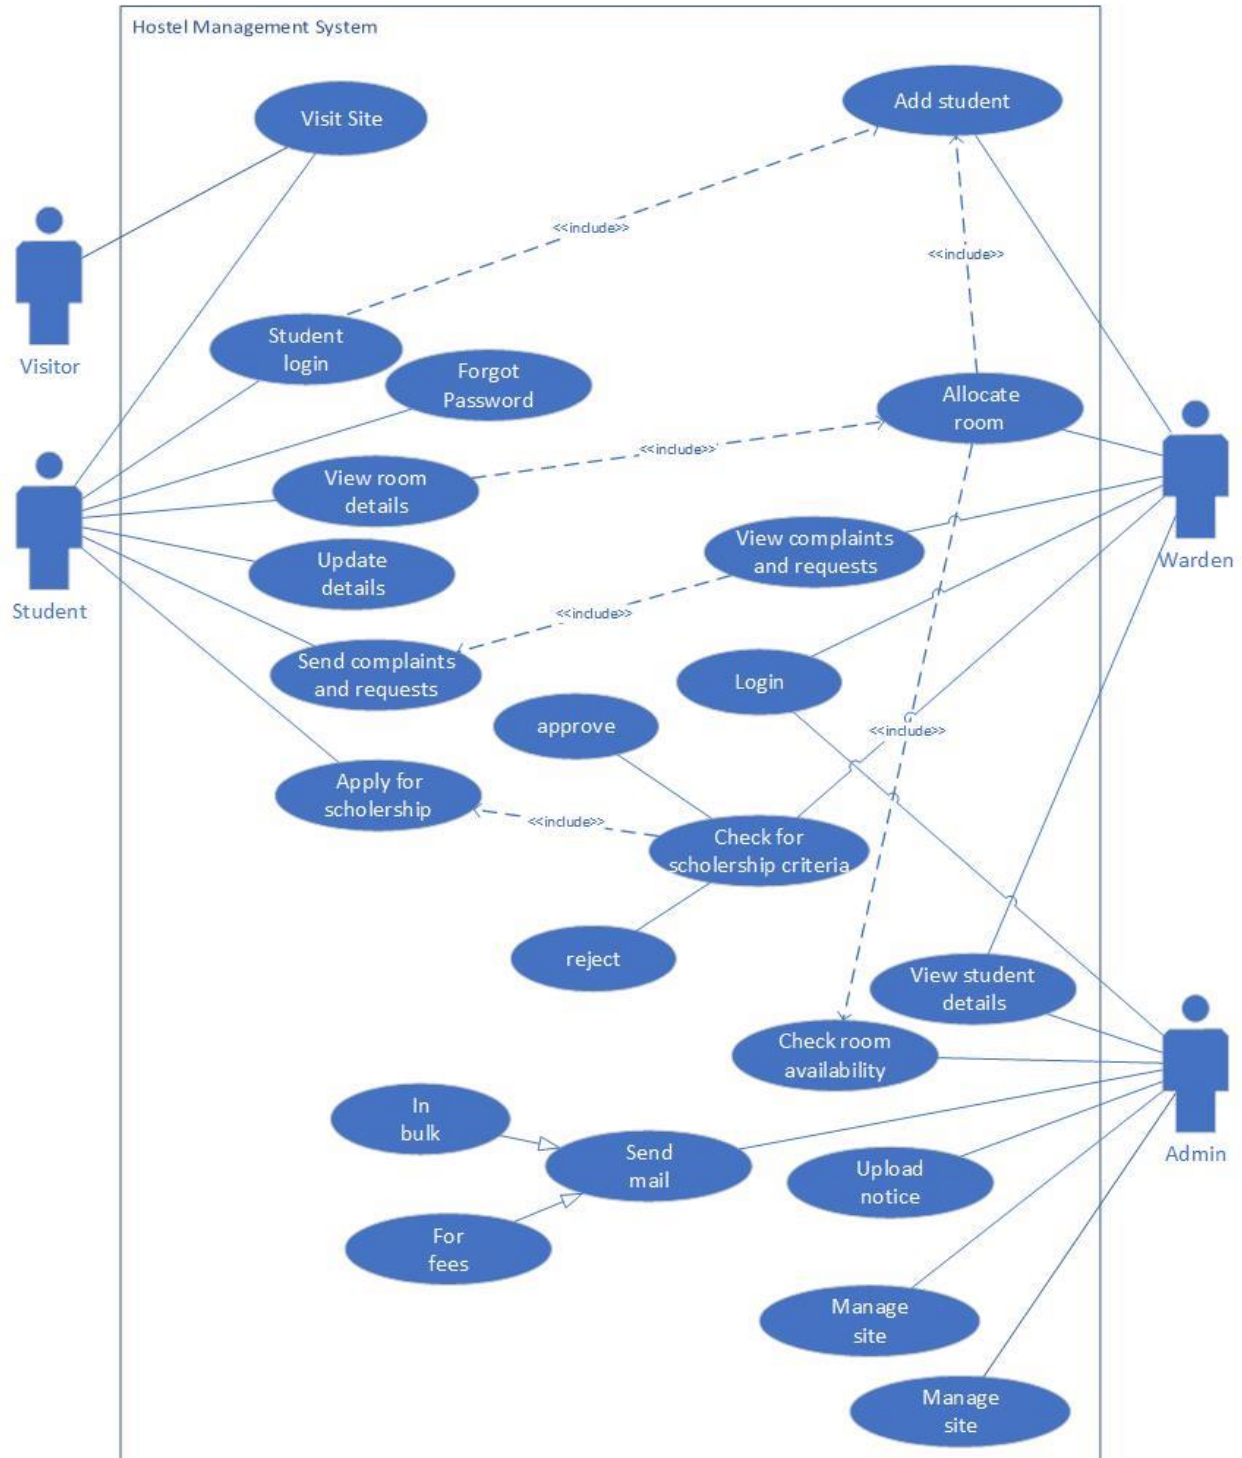 Hostel Management System
Visit Site
Add student
<<include>>
<<include>>
Visitor
Student
login
Forgot
Password
Allocate
room
<<include>>
View room
details
View complaints
and requests
Warden
Update
details
Student
<<include>>
Send complaints
and requests
Login
approve
<<include>>
Apply for
scholership
<<include>>
Check for
scholership criteria
reject
View student
details
Check room
availability
In
bulk
Send
mail
Admin
Upload
notice
For
fees
Manage
site
Manage
site